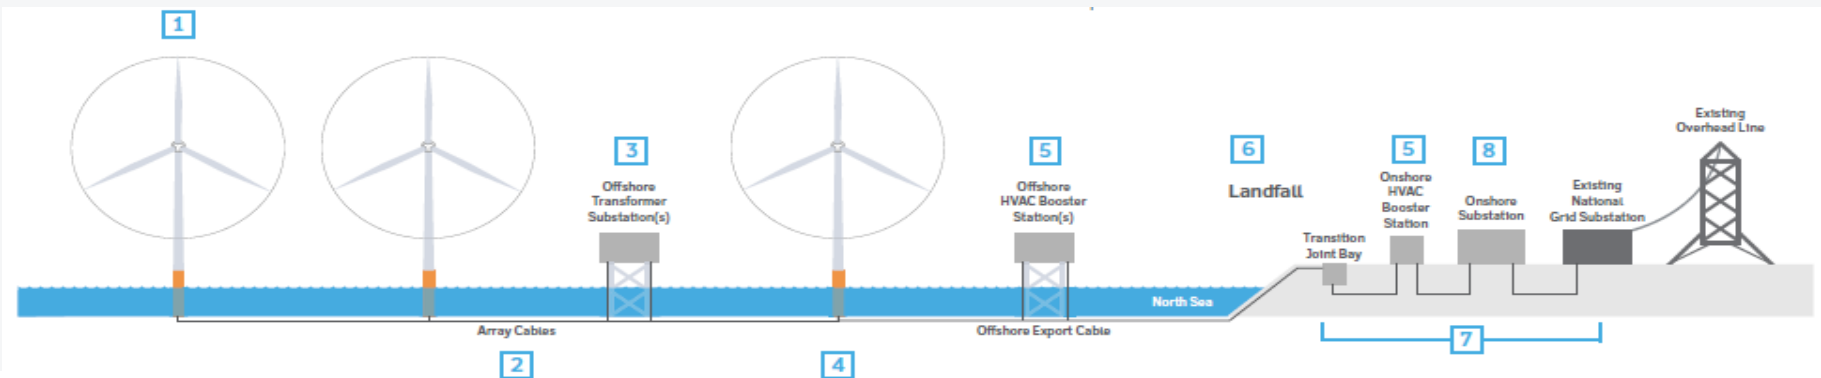 1
3
Offshore
Transformer
Substation(s)
5
Offshore
HVAC Booster
Station(s)
6
Landfall
Transition
Joint Bay
5
Onshore
HVAC
Booster
Station
8
Onshore
Substation
Existing
National
Grid Substation
Existing
Overhead Line
North Sea
Array Cables
Offshore Export Cable
2
4
7